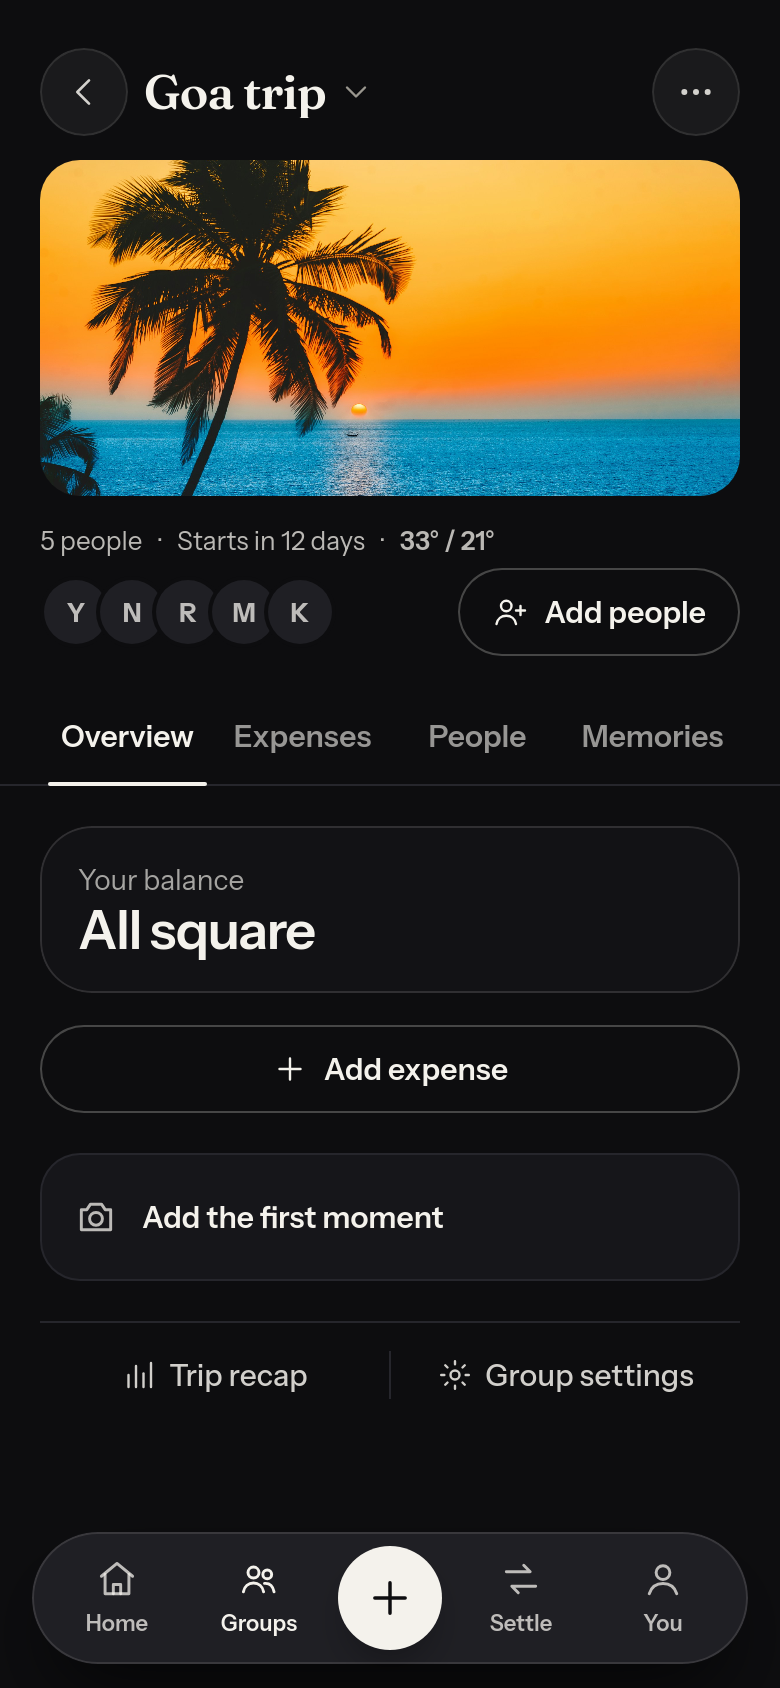 Goa trip
5 people · Starts in 12 days · 33° / 21°
Y N R M K
Add people
Overview Expenses People Memories
Your balance
All square
Add expense
Add the first moment
Trip recap Group settings
Home Groups Settle You